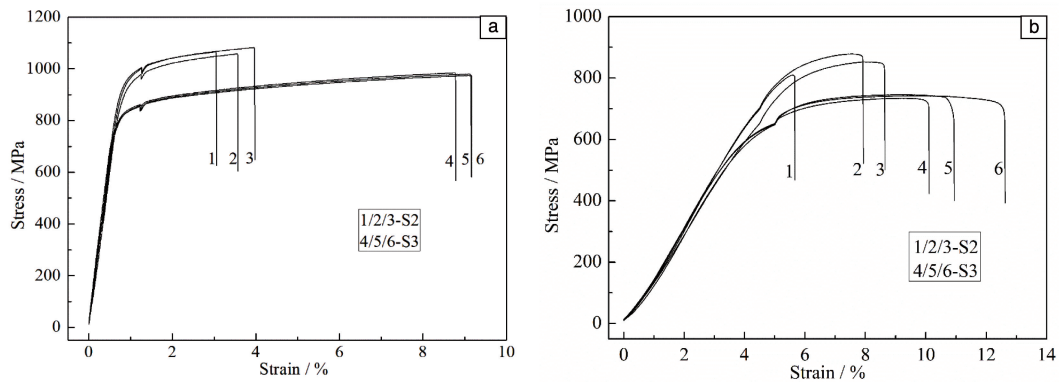 a
1200
1000
800
600
400
200
0
Stress / MPa
1 2 3 4 5 6
1/2/3-S2
4/5/6-S3
0 2 4 6 8 10
Strain / %
b
1000
800
600
400
200
0
Stress / MPa
1 2 3 4 5 6
1/2/3-S2
4/5/6-S3
0 2 4 6 8 10 12 14
Strain / %